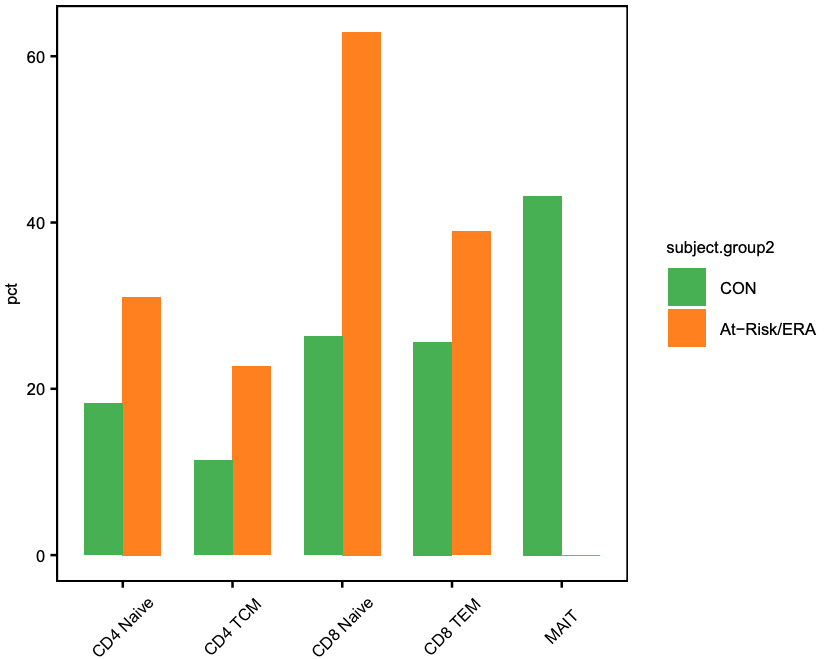 pct
60
40
20
0
CD4 Naive
CD4 TCM
CD8 Naive
CD8 TEM
MAIT
subject.group2
CON
At−Risk/ERA